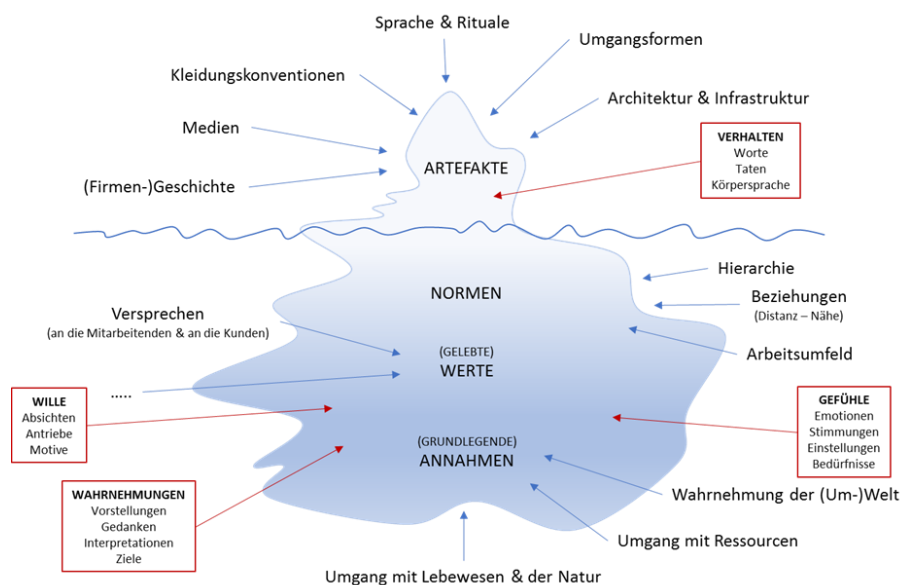 Sprache & Rituale
Umgangsformen
Kleidungskonventionen
Architektur & Infrastruktur
Medien
(Firmen-)Geschichte
ARTEFAKTE
VERHALTEN
Worte
Taten
Körpersprache
Hierarchie
NORMEN
Beziehungen
(Distanz – Nähe)
Versprechen
(an die Mitarbeitenden & an die Kunden)
Arbeitsumfeld
(GELEBTE)
WERTE
.....
WILLE
Absichten
Antriebe
Motive
GEFÜHLE
Emotionen
Stimmungen
Einstellungen
Bedürfnisse
(GRUNDLEGENDE)
ANNAHMEN
WAHRNEHMUNGEN
Vorstellungen
Gedanken
Interpretationen
Ziele
Wahrnehmung der (Um-)Welt
Umgang mit Ressourcen
Umgang mit Lebewesen & der Natur